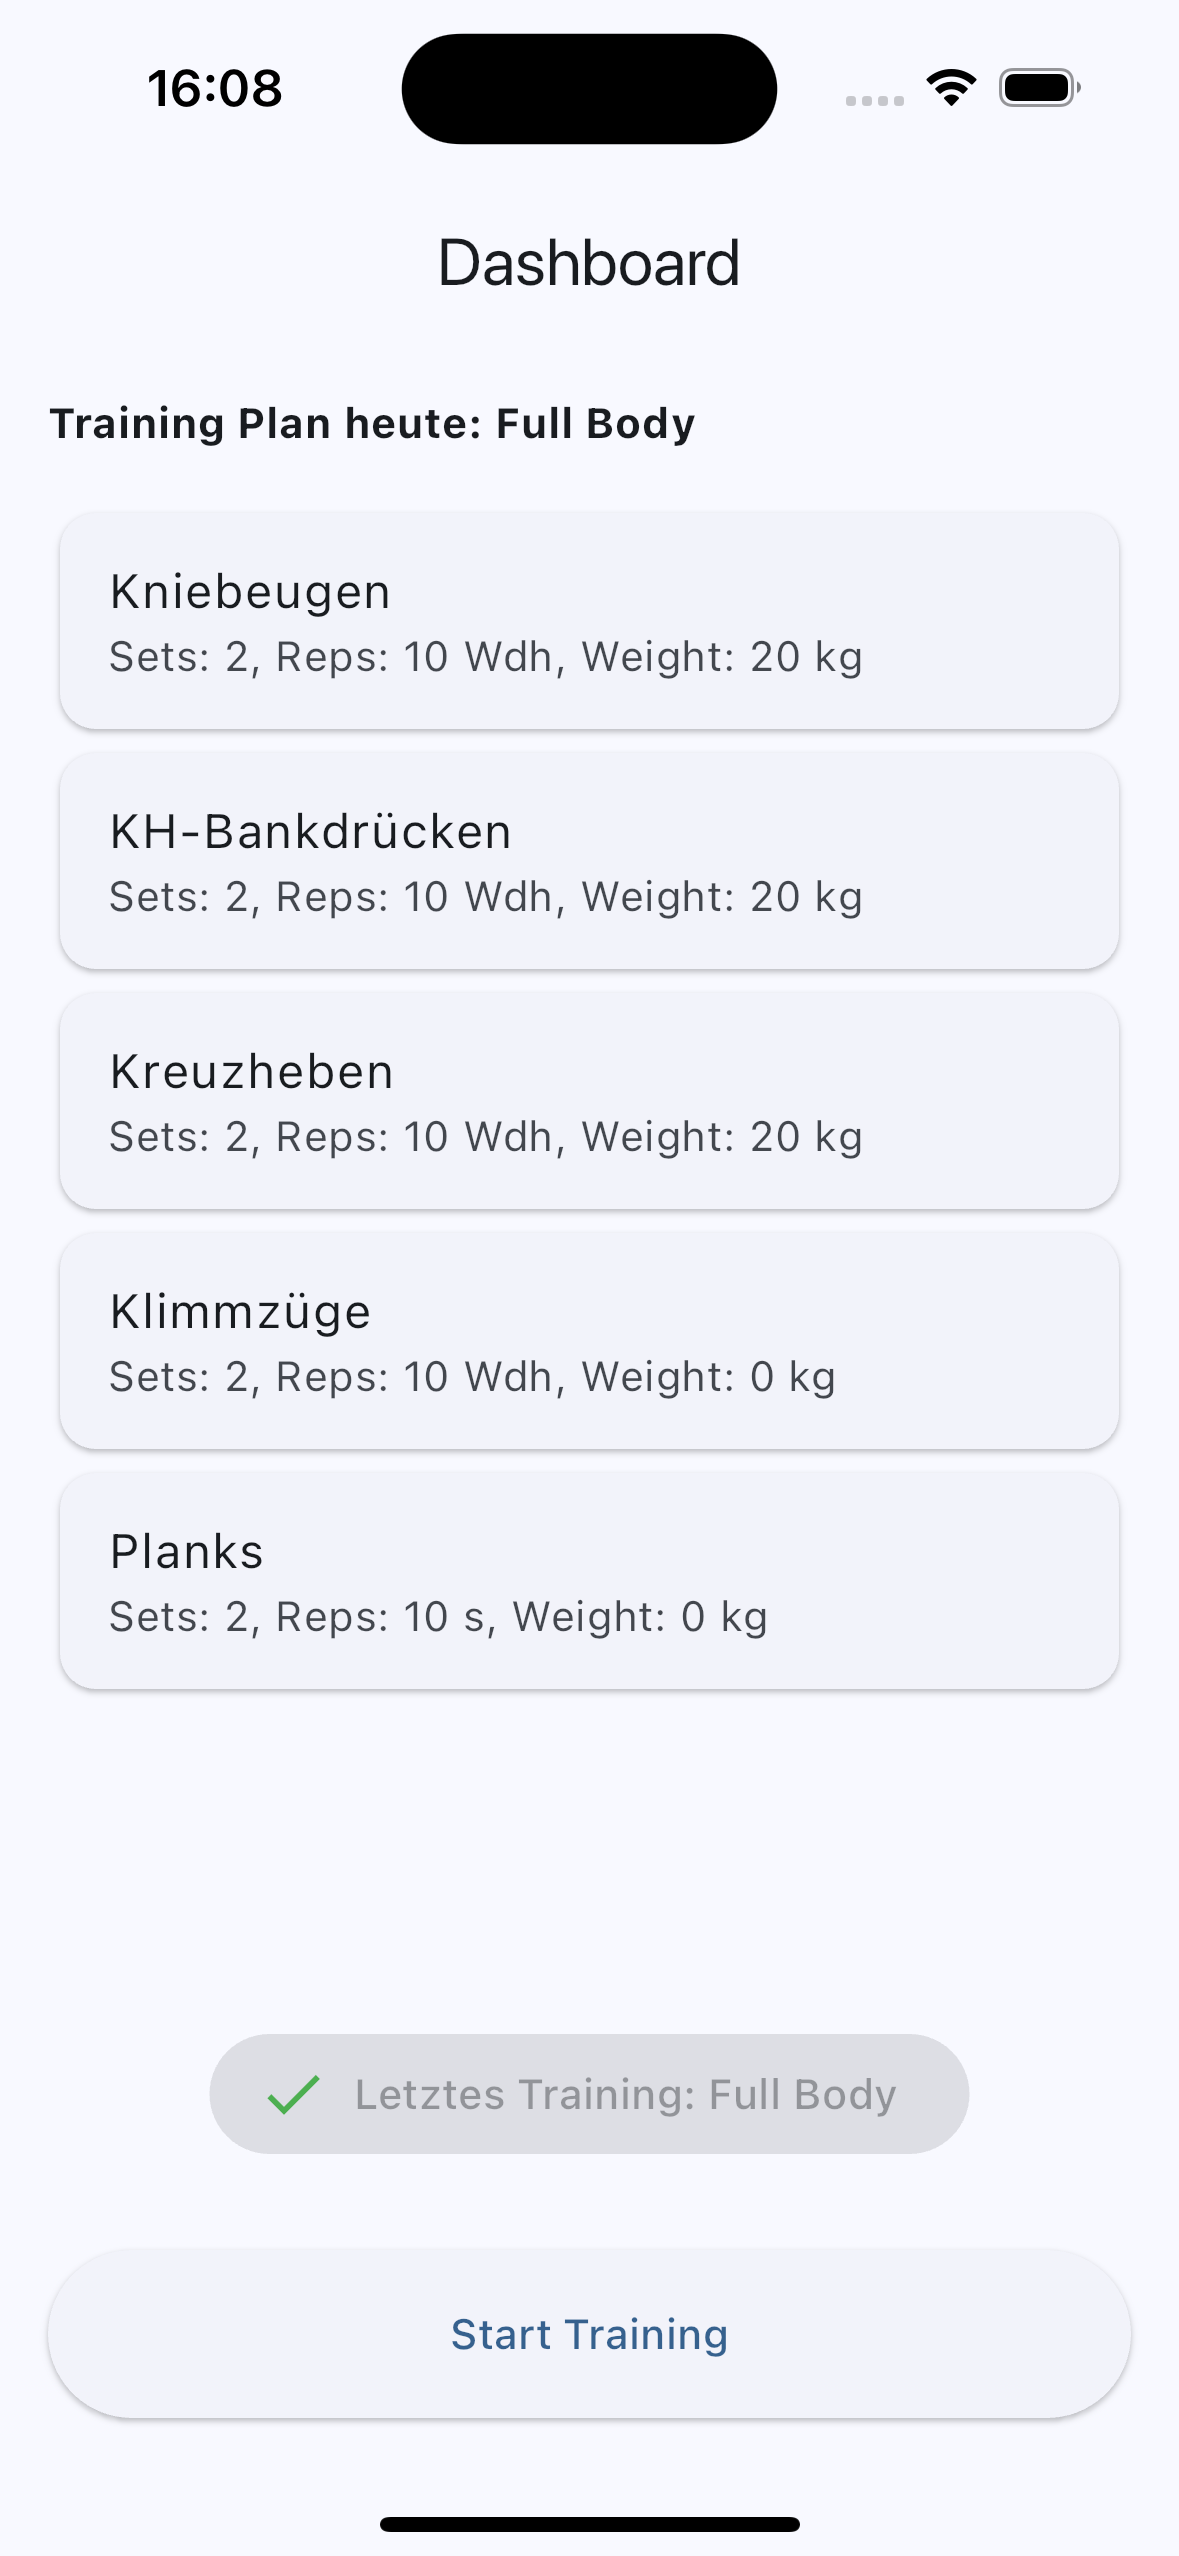 16:08
Dashboard
Training Plan heute: Full Body
Kniebeugen
Sets: 2, Reps: 10 Wdh, Weight: 20 kg
KH-Bankdrücken
Sets: 2, Reps: 10 Wdh, Weight: 20 kg
Kreuzheben
Sets: 2, Reps: 10 Wdh, Weight: 20 kg
Klimmzüge
Sets: 2, Reps: 10 Wdh, Weight: 0 kg
Planks
Sets: 2, Reps: 10 s, Weight: 0 kg
Letztes Training: Full Body
Start Training